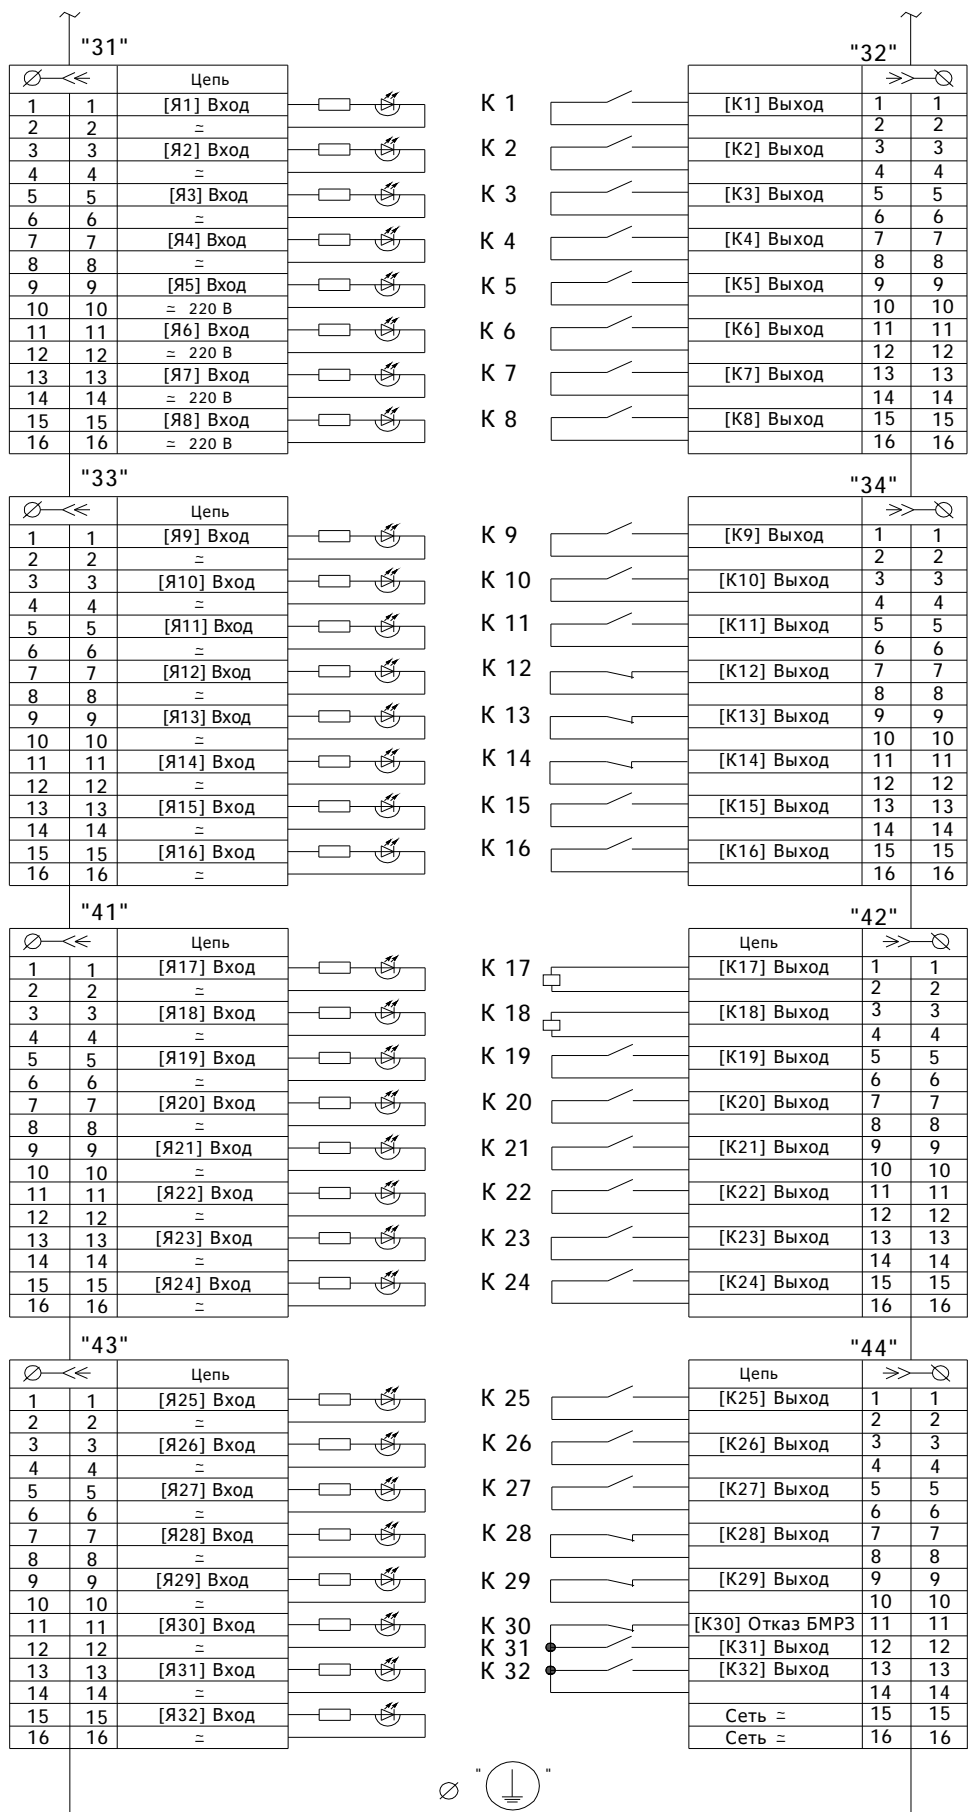 "31" "32"
Цепь
1 1 [Я1] Вход К 1 [К1] Выход 1 1
2 2 ≃ 2 2
3 3 [Я2] Вход К 2 [К2] Выход 3 3
4 4 ≃ 4 4
5 5 [Я3] Вход К 3 [К3] Выход 5 5
6 6 ≃ 6 6
7 7 [Я4] Вход К 4 [К4] Выход 7 7
8 8 ≃ 8 8
9 9 [Я5] Вход К 5 [К5] Выход 9 9
10 10 ≃ 220 В 10 10
11 11 [Я6] Вход К 6 [К6] Выход 11 11
12 12 ≃ 220 В 12 12
13 13 [Я7] Вход К 7 [К7] Выход 13 13
14 14 ≃ 220 В 14 14
15 15 [Я8] Вход К 8 [К8] Выход 15 15
16 16 ≃ 220 В 16 16
"33" "34"
Цепь
1 1 [Я9] Вход К 9 [К9] Выход 1 1
2 2 ≃ 2 2
3 3 [Я10] Вход К 10 [К10] Выход 3 3
4 4 ≃ 4 4
5 5 [Я11] Вход К 11 [К11] Выход 5 5
6 6 ≃ 6 6
7 7 [Я12] Вход К 12 [К12] Выход 7 7
8 8 ≃ 8 8
9 9 [Я13] Вход К 13 [К13] Выход 9 9
10 10 ≃ 10 10
11 11 [Я14] Вход К 14 [К14] Выход 11 11
12 12 ≃ 12 12
13 13 [Я15] Вход К 15 [К15] Выход 13 13
14 14 ≃ 14 14
15 15 [Я16] Вход К 16 [К16] Выход 15 15
16 16 ≃ 16 16
"41" "42"
Цепь Цепь
1 1 [Я17] Вход К 17 [К17] Выход 1 1
2 2 ≃ 2 2
3 3 [Я18] Вход К 18 [К18] Выход 3 3
4 4 ≃ 4 4
5 5 [Я19] Вход К 19 [К19] Выход 5 5
6 6 ≃ 6 6
7 7 [Я20] Вход К 20 [К20] Выход 7 7
8 8 ≃ 8 8
9 9 [Я21] Вход К 21 [К21] Выход 9 9
10 10 ≃ 10 10
11 11 [Я22] Вход К 22 [К22] Выход 11 11
12 12 ≃ 12 12
13 13 [Я23] Вход К 23 [К23] Выход 13 13
14 14 ≃ 14 14
15 15 [Я24] Вход К 24 [К24] Выход 15 15
16 16 ≃ 16 16
"43" "44"
Цепь Цепь
1 1 [Я25] Вход К 25 [К25] Выход 1 1
2 2 ≃ 2 2
3 3 [Я26] Вход К 26 [К26] Выход 3 3
4 4 ≃ 4 4
5 5 [Я27] Вход К 27 [К27] Выход 5 5
6 6 ≃ 6 6
7 7 [Я28] Вход К 28 [К28] Выход 7 7
8 8 ≃ 8 8
9 9 [Я29] Вход К 29 [К29] Выход 9 9
10 10 ≃ 10 10
11 11 [Я30] Вход К 30 [К30] Отказ БМРЗ 11 11
12 12 ≃ К 31 [К31] Выход 12 12
13 13 [Я31] Вход К 32 [К32] Выход 13 13
14 14 ≃ 14 14
15 15 [Я32] Вход Сеть ≃ 15 15
16 16 ≃ Сеть ≃ 16 16
" "